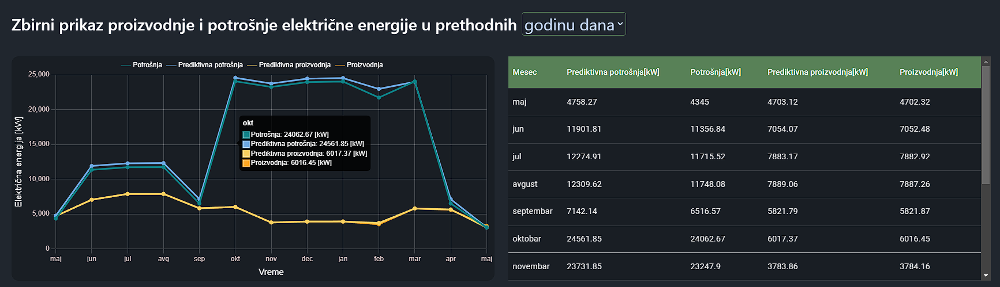 Zbirni prikaz proizvodnje i potrošnje električne energije u prethodnih godinu dana
Potrošnja Prediktivna potrošnja Prediktivna proizvodnja Proizvodnja
Električna energija [kW]
25,000
20,000
15,000
10,000
5,000
0
okt
Potrošnja: 24062.67 [kW]
Prediktivna potrošnja: 24561.85 [kW]
Prediktivna proizvodnja: 6017.37 [kW]
Proizvodnja: 6016.45 [kW]
maj jun jul avg sep okt nov dec jan feb mar apr maj
Vreme
Mesec Prediktivna potrošnja[kW] Potrošnja[kW] Prediktivna proizvodnja[kW] Proizvodnja[kW]
maj 4758.27 4345 4703.12 4702.32
jun 11901.81 11356.84 7054.07 7052.48
jul 12274.91 11715.52 7883.17 7882.92
avgust 12309.62 11748.08 7889.06 7887.26
septembar 7142.14 6516.57 5821.79 5821.87
oktobar 24561.85 24062.67 6017.37 6016.45
novembar 23731.85 23247.9 3783.86 3784.16